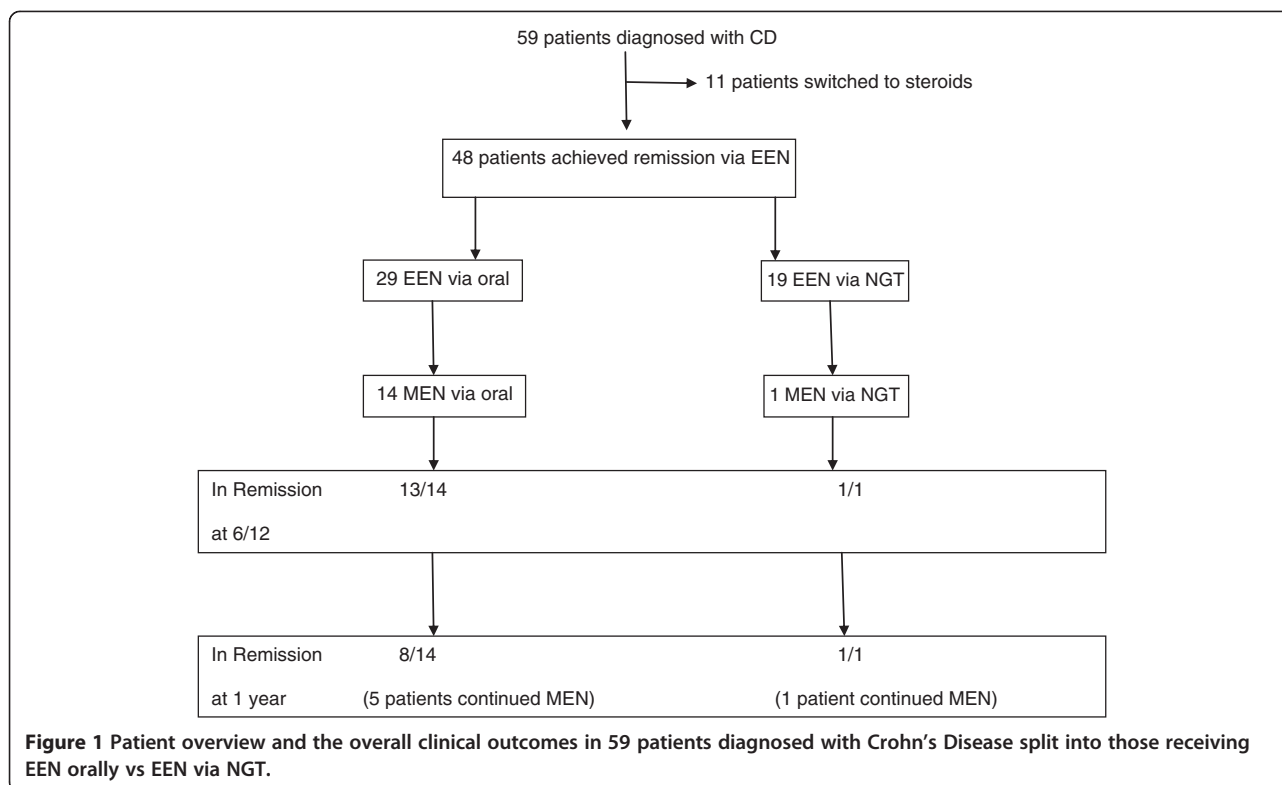 59 patients diagnosed with CD
11 patients switched to steroids
48 patients achieved remission via EEN
29 EEN via oral
19 EEN via NGT
14 MEN via oral
1 MEN via NGT
In Remission 13/14 1/1
at 6/12
In Remission 8/14 1/1
at 1 year (5 patients continued MEN) (1 patient continued MEN)
Figure 1 Patient overview and the overall clinical outcomes in 59 patients diagnosed with Crohn's Disease split into those receiving
EEN orally vs EEN via NGT.